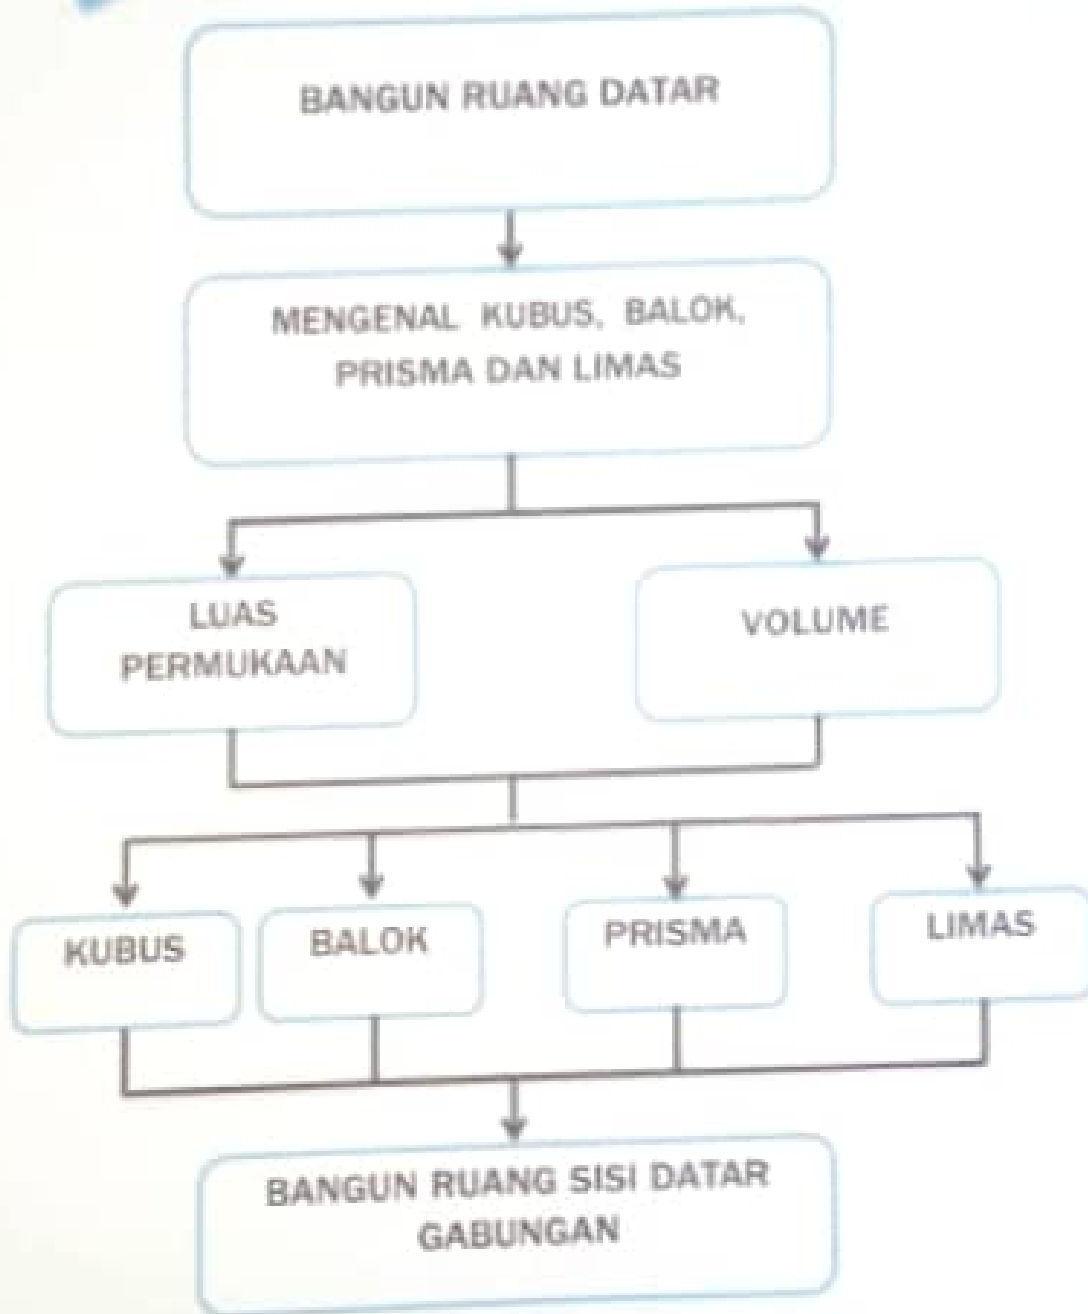 BANGUN RUANG DATAR
MENGENAL KUBUS, BALOK,
PRISMA DAN LIMAS
LUAS
PERMUKAAN
VOLUME
KUBUS
BALOK
PRISMA
LIMAS
BANGUN RUANG SISI DATAR
GABUNGAN